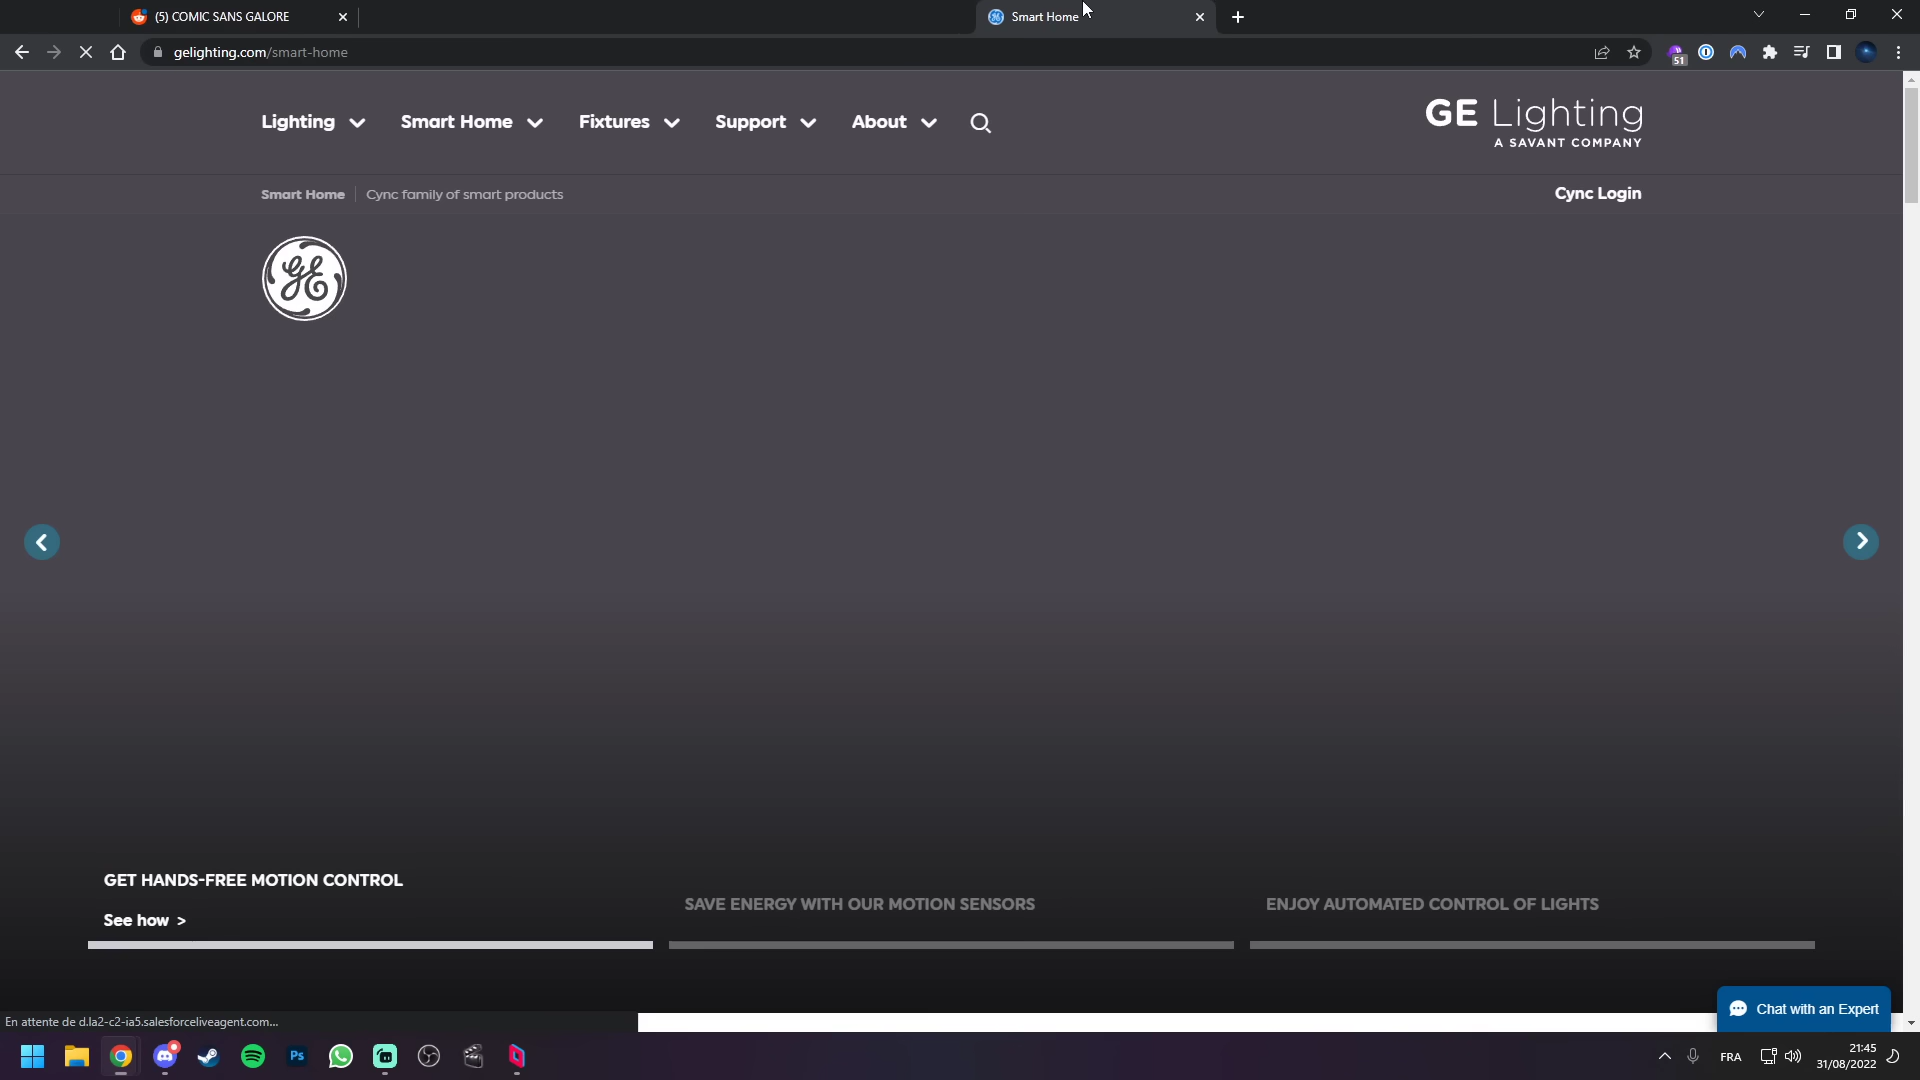 (5) COMIC SANS GALORE
Smart Home
gelighting.com/smart-home
51
Lighting
Smart Home
Fixtures
Support
About
GE Lighting
A SAVANT COMPANY
Smart Home
Cync family of smart products
Cync Login
GE
GET HANDS-FREE MOTION CONTROL
See how >
SAVE ENERGY WITH OUR MOTION SENSORS
ENJOY AUTOMATED CONTROL OF LIGHTS
Chat with an Expert
En attente de d.la2-c2-ia5.salesforceliveagent.com...
Ps
FRA
21:45
31/08/2022